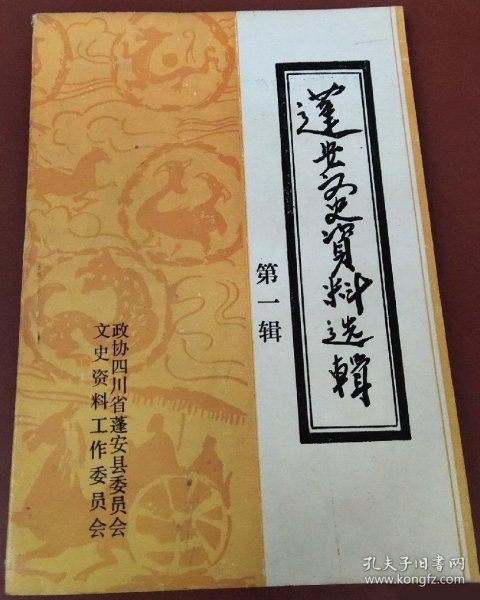 蓬安文史資料选輯
第一辑
政协四川省蓬安县委员会
文史资料工作委员会
孔夫子旧书网
www.kongfz.com